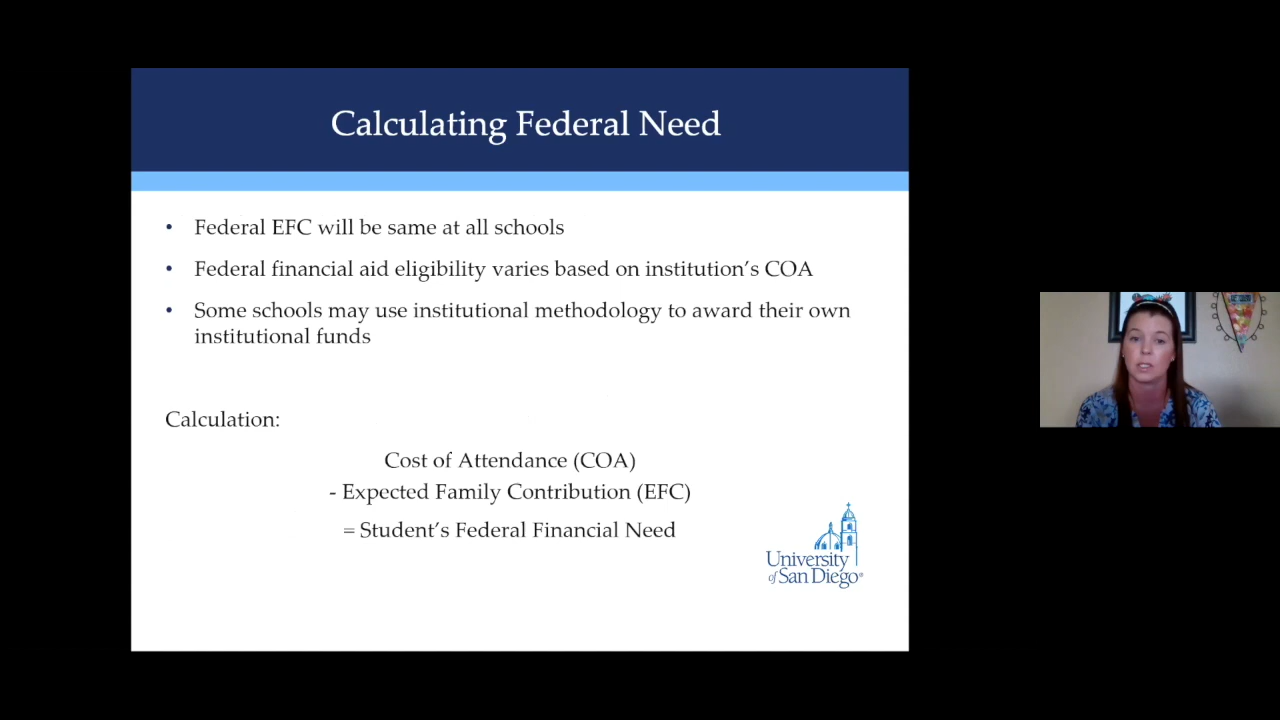 Calculating Federal Need
• Federal EFC will be same at all schools
• Federal financial aid eligibility varies based on institution's COA
• Some schools may use institutional methodology to award their own
institutional funds
Calculation:
Cost of Attendance (COA)
- Expected Family Contribution (EFC)
= Student's Federal Financial Need
University
of San Diego®